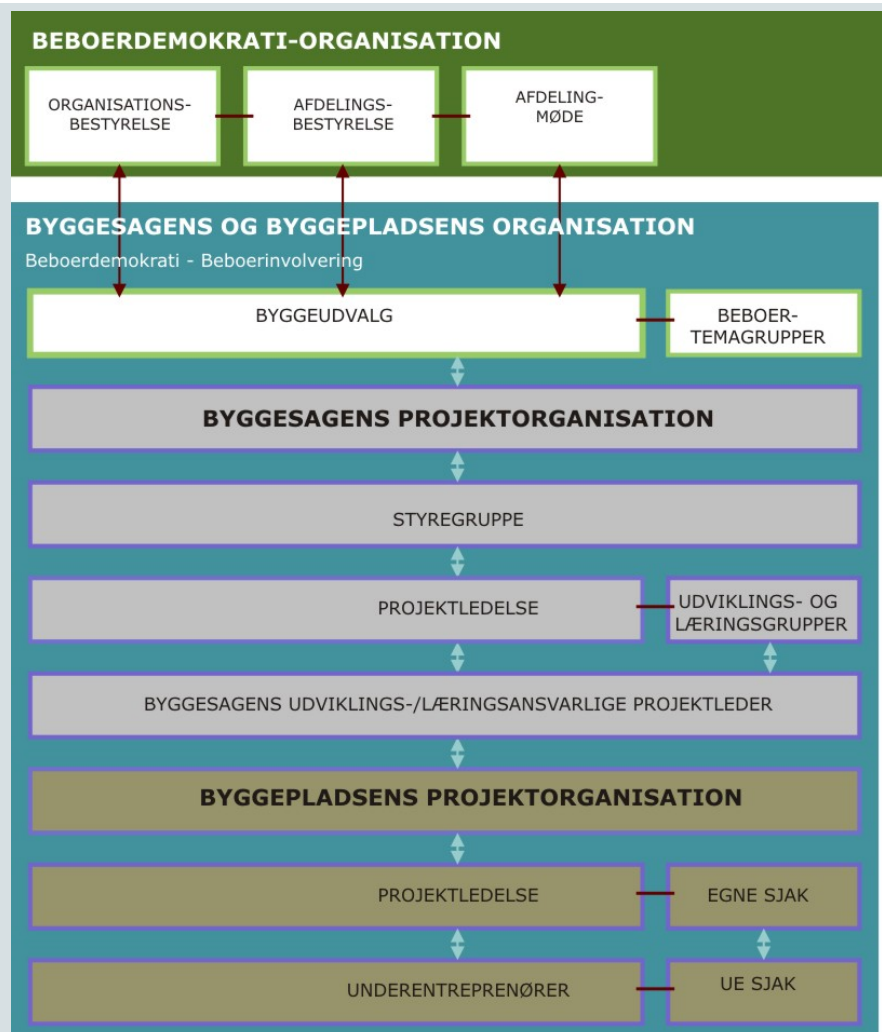 BEBOERDEMOKRATI-ORGANISATION
ORGANISATIONS-
BESTYRELSE
AFDELINGS-
BESTYRELSE
AFDELING-
MØDE
BYGGESAGENS OG BYGGEPLADSENS ORGANISATION
Beboerdemokrati - Beboerinvolvering
BYGGEUDVALG
BEBOER-
TEMAGRUPPER
BYGGESAGENS PROJEKTORGANISATION
STYREGRUPPE
PROJEKTLEDELSE
UDVIKLINGS- OG
LÆRINGSGRUPPER
BYGGESAGENS UDVIKLINGS-/LÆRINGSANSVARLIGE PROJEKTLEDER
BYGGEPLADSENS PROJEKTORGANISATION
PROJEKTLEDELSE
EGNE SJAK
UNDERENTREPRENØRER
UE SJAK